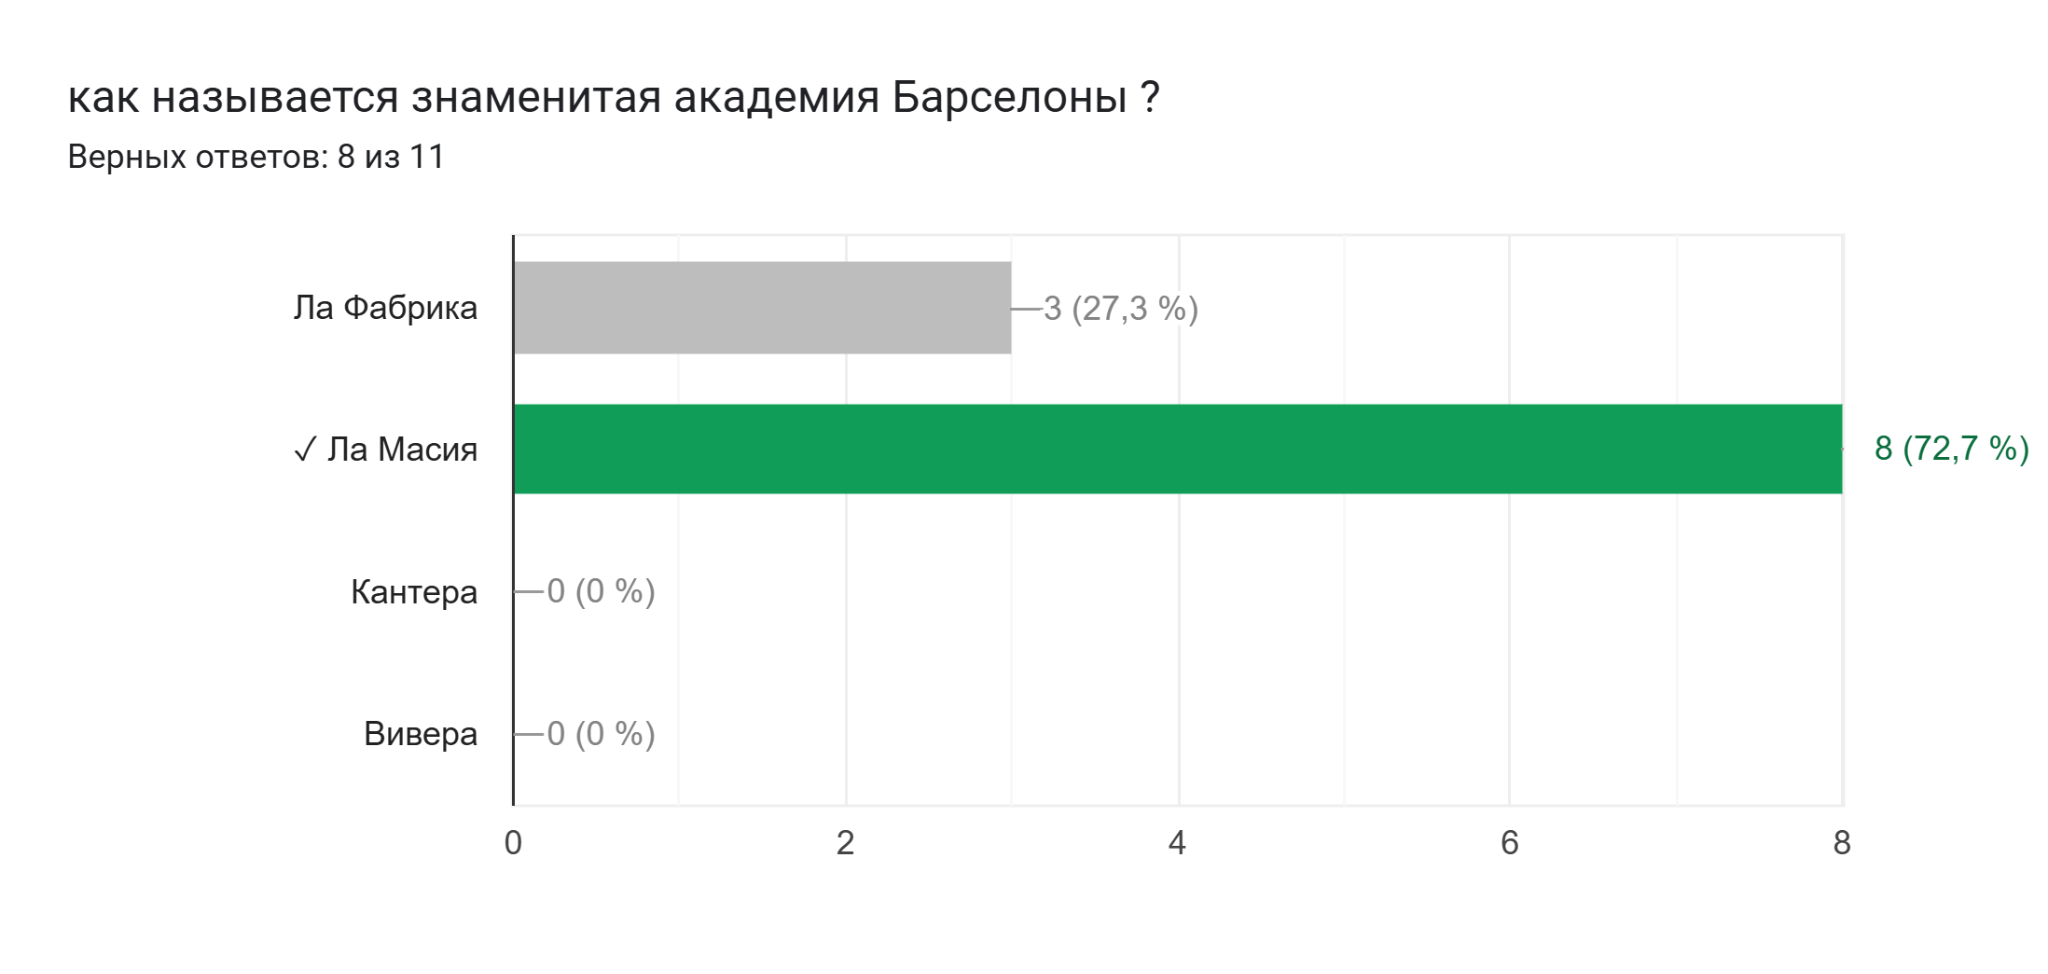 как называется знаменитая академия Барселоны ?
Верных ответов: 8 из 11
Ла Фабрика
3 (27,3 %)
✓ Ла Масия
8 (72,7 %)
Кантера
0 (0 %)
Вивера
0 (0 %)
0 2 4 6 8